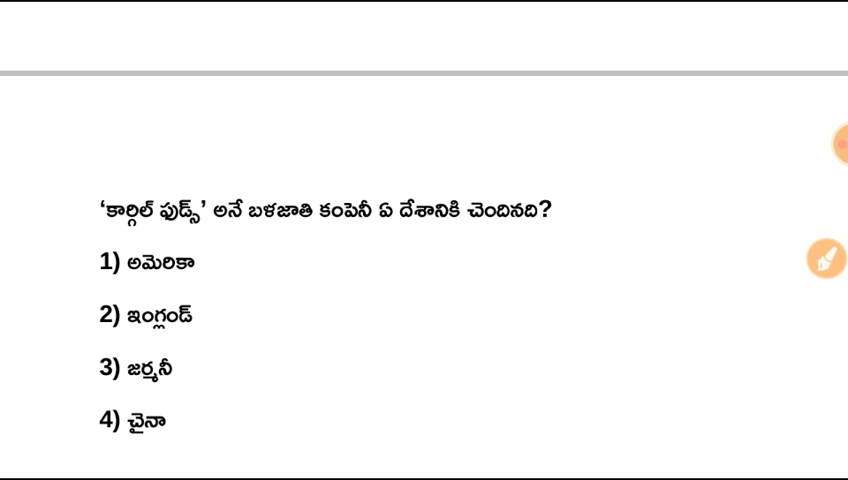 ‘కార్గిల్ ఫుడ్స్’ అనే బళజాతి కంపెనీ ఏ దేశానికి చెందినది?
1) అమెరికా
2) ఇంగ్లండ్
3) జర్మనీ
4) చైనా